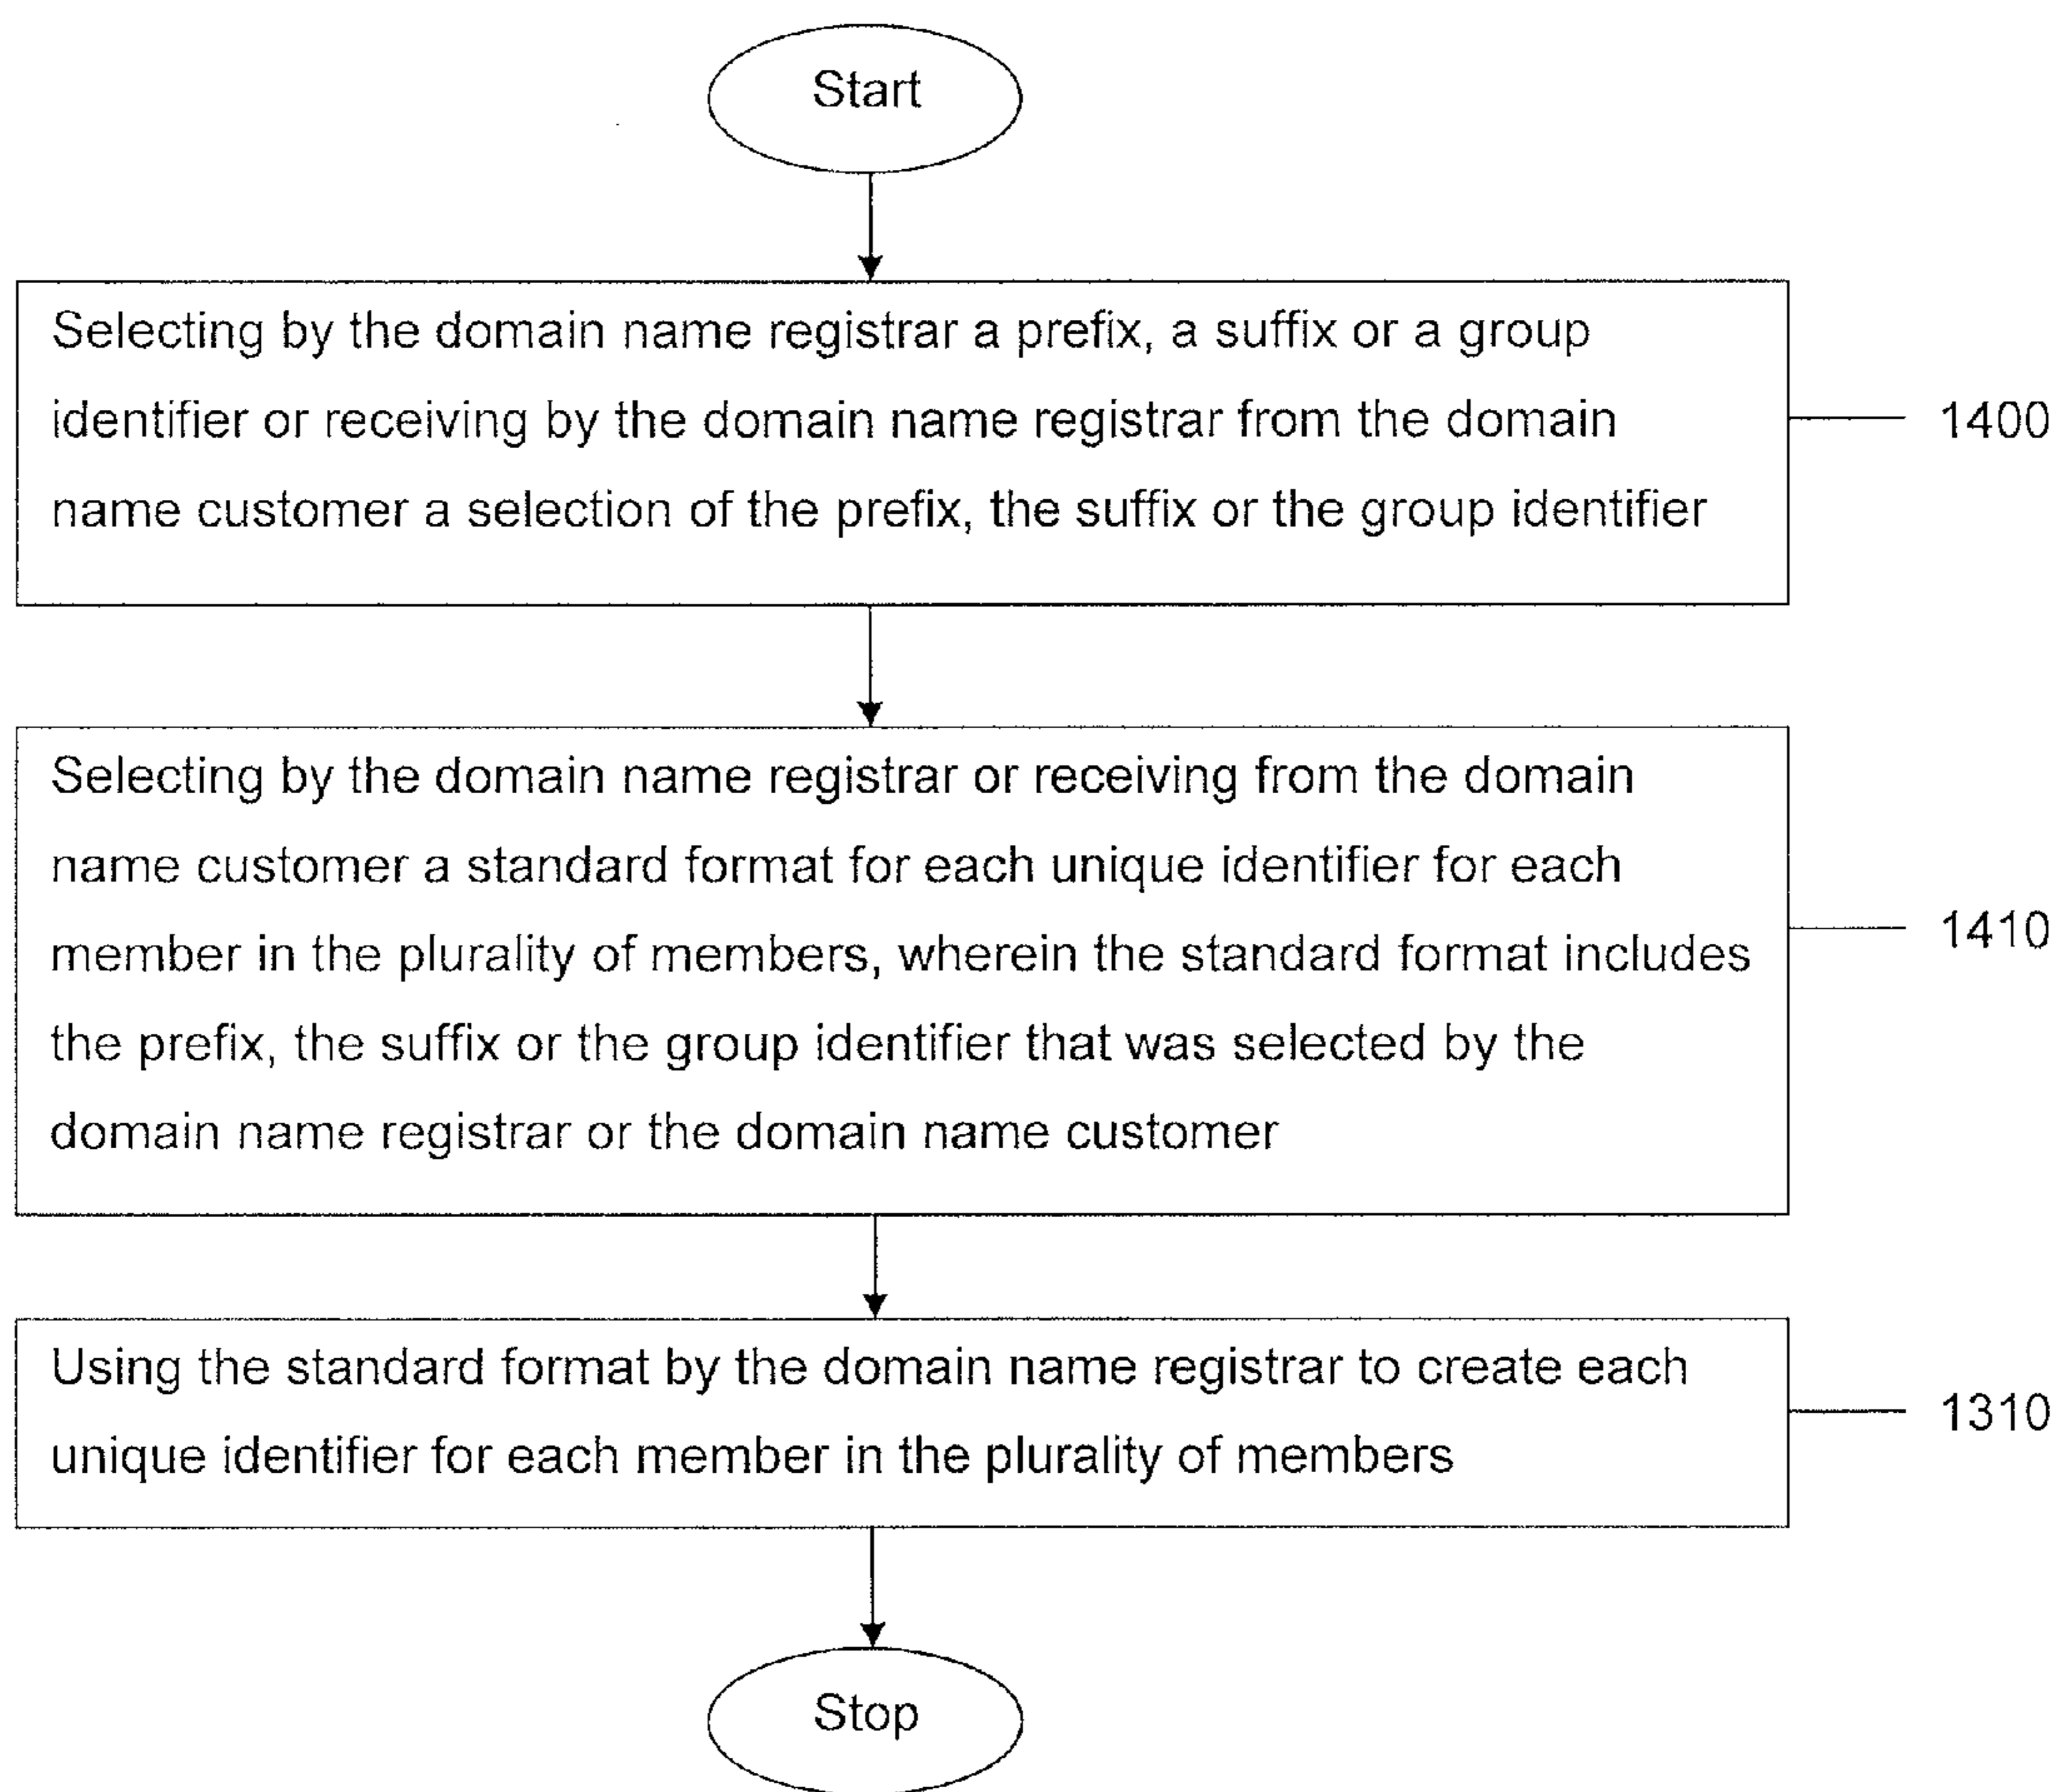 Start
Selecting by the domain name registrar a prefix, a suffix or a group
identifier or receiving by the domain name registrar from the domain
name customer a selection of the prefix, the suffix or the group identifier
1400
Selecting by the domain name registrar or receiving from the domain
name customer a standard format for each unique identifier for each
member in the plurality of members, wherein the standard format includes
the prefix, the suffix or the group identifier that was selected by the
domain name registrar or the domain name customer
1410
Using the standard format by the domain name registrar to create each
unique identifier for each member in the plurality of members
1310
Stop